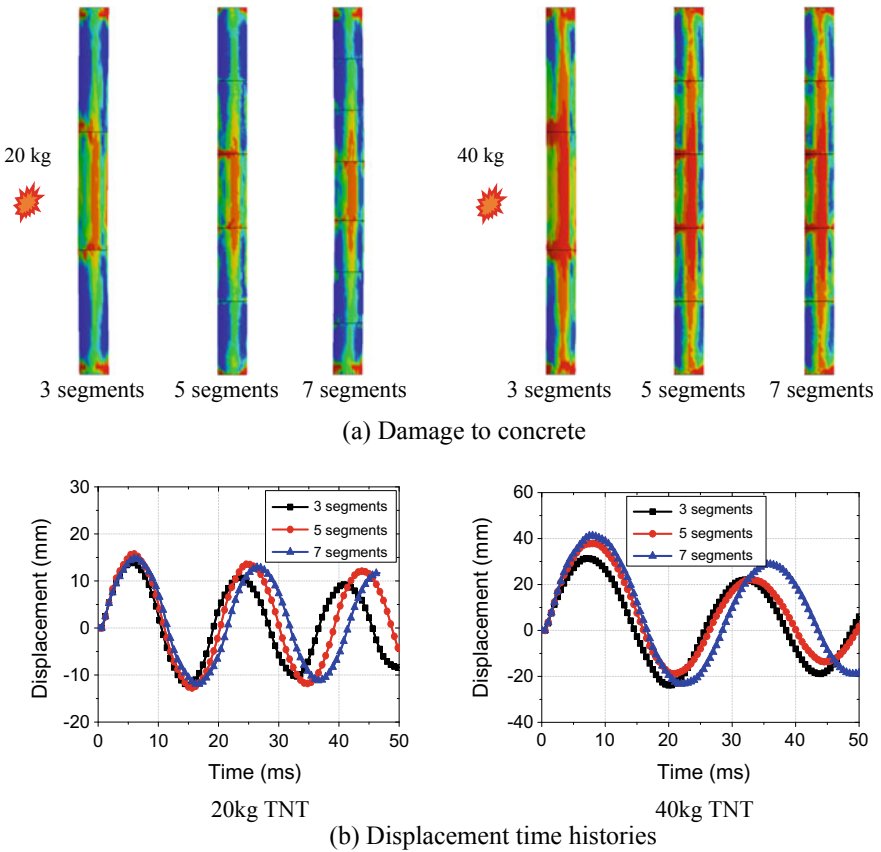 20 kg
40 kg
3 segments 5 segments 7 segments 3 segments 5 segments 7 segments
(a) Damage to concrete
30
20
10
0
-10
-20
Displacement (mm)
3 segments
5 segments
7 segments
0 10 20 30 40 50
Time (ms)
20kg TNT
60
40
20
0
-20
-40
Displacement (mm)
3 segments
5 segments
7 segments
0 10 20 30 40 50
Time (ms)
40kg TNT
(b) Displacement time histories